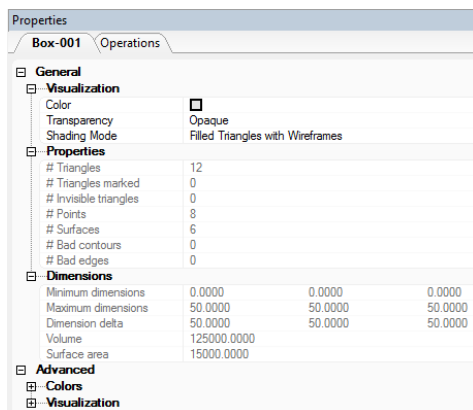 Properties
Box-001 Operations
General
Visualization
Color
Transparency Opaque
Shading Mode Filled Triangles with Wireframes
Properties
# Triangles 12
# Triangles marked 0
# Invisible triangles 0
# Points 8
# Surfaces 6
# Bad contours 0
# Bad edges 0
Dimensions
Minimum dimensions 0.0000 0.0000 0.0000
Maximum dimensions 50.0000 50.0000 50.0000
Dimension delta 50.0000 50.0000 50.0000
Volume 125000.0000
Surface area 15000.0000
Advanced
Colors
Visualization